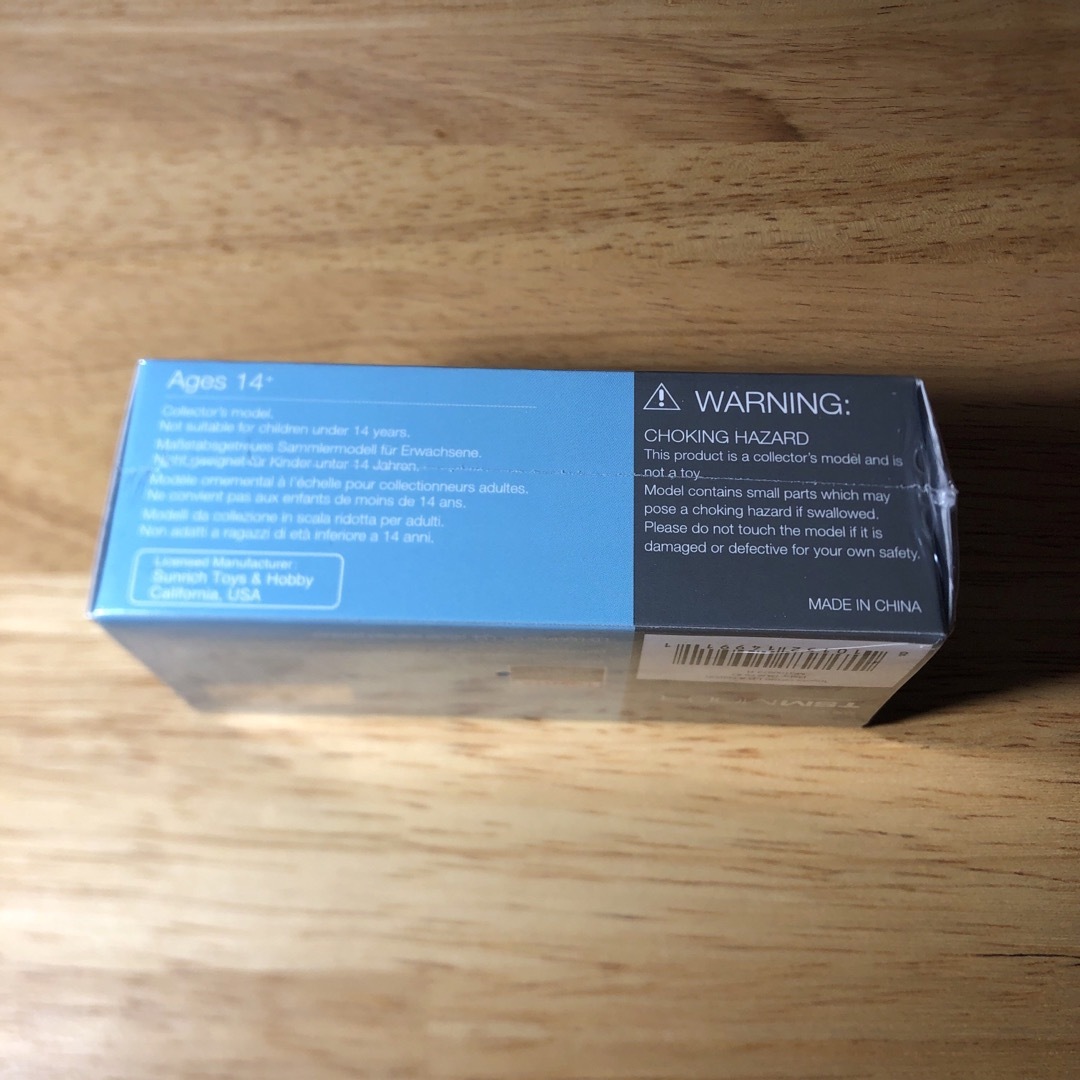 Ages 14+
Collector's model.
Not suitable for children under 14 years.
Maßstabsgetreues Sammlermodell für Erwachsene.
Nicht geeignet für Kinder unter 14 Jahren.
Modèle ornemental à l'échelle pour collectionneurs adultes.
Ne convient pas aux enfants de moins de 14 ans.
Modelli da collezione in scala ridotta per adulti.
Non adatti a ragazzi di età inferiore a 14 anni.
Licensed Manufacturer:
Sunrich Toys & Hobby
California, USA
WARNING:
CHOKING HAZARD
This product is a collector's model and is
not a toy.
Model contains small parts which may
pose a choking hazard if swallowed.
Please do not touch the model if it is
damaged or defective for your own safety.
MADE IN CHINA
TSM